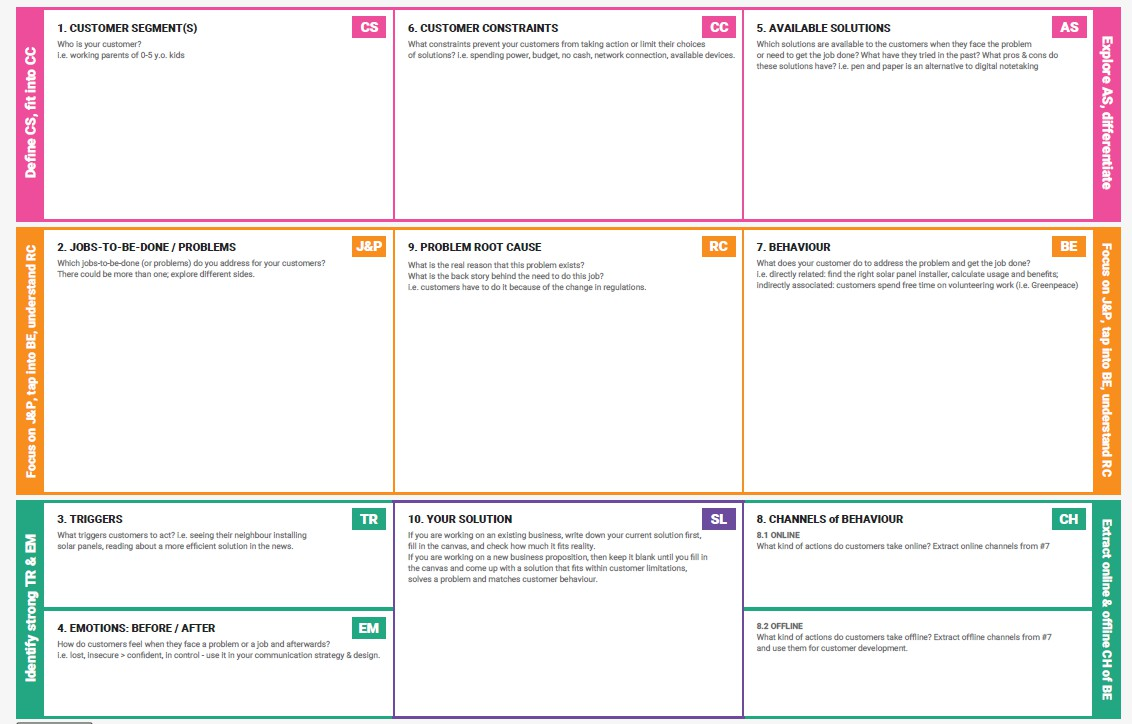 Define CS, fit into CC
1. CUSTOMER SEGMENT(S)
CS
Who is your customer?
i.e. working parents of 0-5 y.o. kids
6. CUSTOMER CONSTRAINTS
CC
What constraints prevent your customers from taking action or limit their choices
of solutions? i.e. spending power, budget, no cash, network connection, available devices.
5. AVAILABLE SOLUTIONS
AS
Which solutions are available to the customers when they face the problem
or need to get the job done? What have they tried in the past? What pros & cons do
these solutions have? i.e. pen and paper is an alternative to digital notetaking
Explore AS, differentiate
Focus on J&P, tap into BE, understand RC
2. JOBS-TO-BE-DONE / PROBLEMS
J&P
Which jobs-to-be-done (or problems) do you address for your customers?
There could be more than one; explore different sides.
9. PROBLEM ROOT CAUSE
RC
What is the real reason that this problem exists?
What is the back story behind the need to do this job?
i.e. customers have to do it because of the change in regulations.
7. BEHAVIOUR
BE
What does your customer do to address the problem and get the job done?
i.e. directly related: find the right solar panel installer, calculate usage and benefits;
indirectly associated: customers spend free time on volunteering work (i.e. Greenpeace)
Focus on J&P, tap into BE, understand RC
Identify strong TR & EM
3. TRIGGERS
TR
What triggers customers to act? i.e. seeing their neighbour installing
solar panels, reading about a more efficient solution in the news.
4. EMOTIONS: BEFORE / AFTER
EM
How do customers feel when they face a problem or a job and afterwards?
i.e. lost, insecure > confident, in control - use it in your communication strategy & design.
10. YOUR SOLUTION
SL
If you are working on an existing business, write down your current solution first,
fill in the canvas, and check how much it fits reality.
If you are working on a new business proposition, then keep it blank until you fill in
the canvas and come up with a solution that fits within customer limitations,
solves a problem and matches customer behaviour.
8. CHANNELS of BEHAVIOUR
CH
8.1 ONLINE
What kind of actions do customers take online? Extract online channels from #7
8.2 OFFLINE
What kind of actions do customers take offline? Extract offline channels from #7
and use them for customer development.
Extract online & offline CH of BE